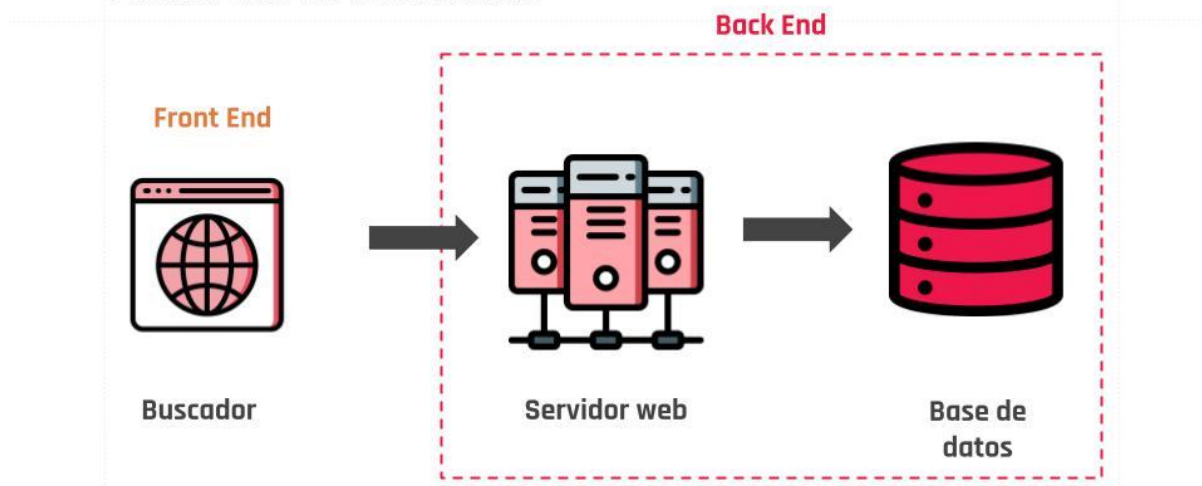 Back End
Front End
Buscador
Servidor web
Base de
datos